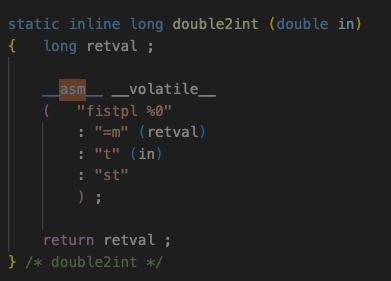 static inline long double2int (double in)
{   long retval ;

    __asm__ __volatile__
    (   "fistpl %0"
        : "=m" (retval)
        : "t" (in)
        : "st"
        ) ;

    return retval ;
} /* double2int */